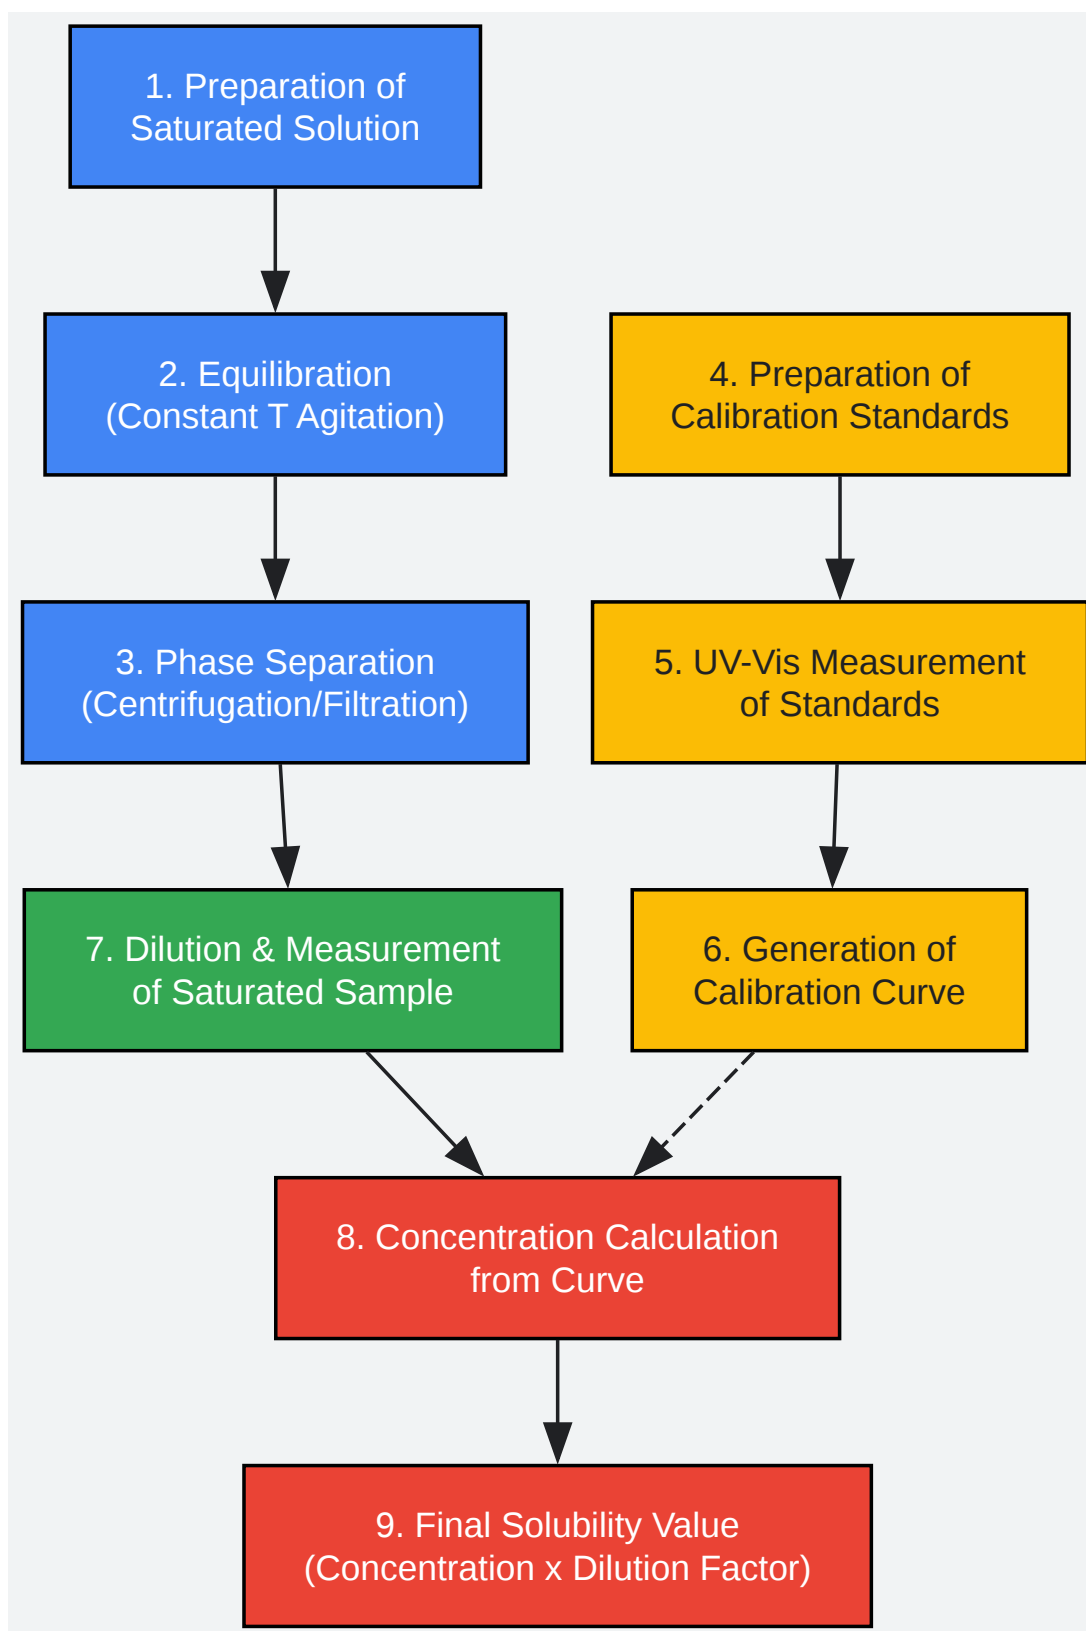 1. Preparation of
Saturated Solution
2. Equilibration
(Constant T Agitation)
3. Phase Separation
(Centrifugation/Filtration)
4. Preparation of
Calibration Standards
5. UV-Vis Measurement
of Standards
6. Generation of
Calibration Curve
7. Dilution & Measurement
of Saturated Sample
8. Concentration Calculation
from Curve
9. Final Solubility Value
(Concentration x Dilution Factor)